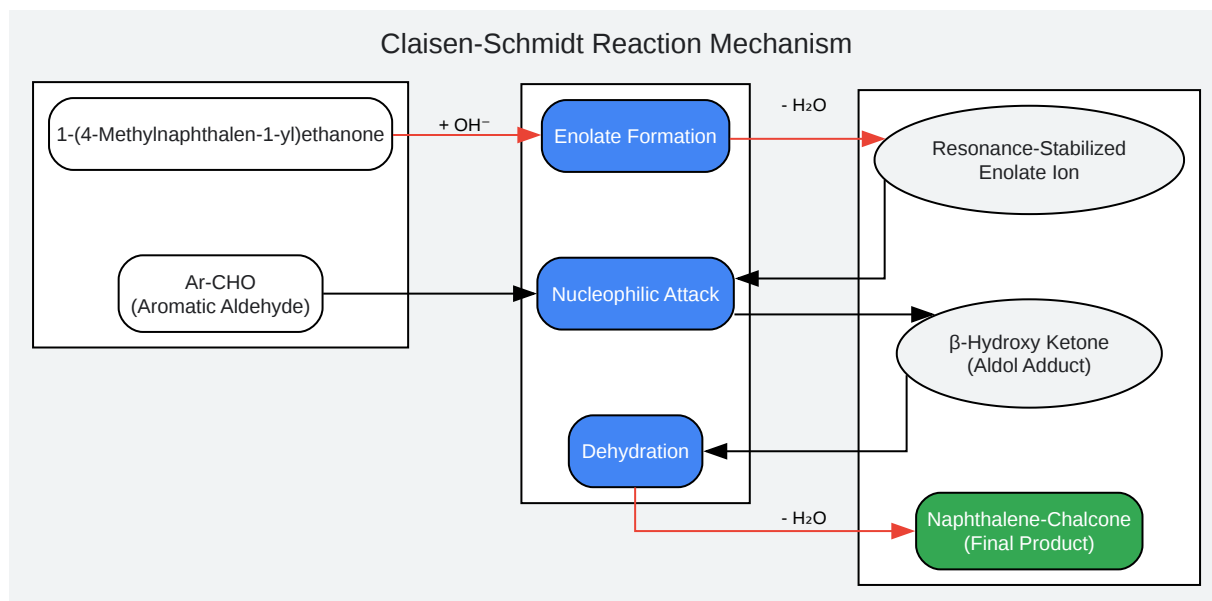 Claisen-Schmidt Reaction Mechanism
1-(4-Methylnaphthalen-1-yl)ethanone
+ OH⁻
Enolate Formation
- H₂O
Resonance-Stabilized
Enolate Ion
Ar-CHO
(Aromatic Aldehyde)
Nucleophilic Attack
β-Hydroxy Ketone
(Aldol Adduct)
Dehydration
- H₂O
Naphthalene-Chalcone
(Final Product)